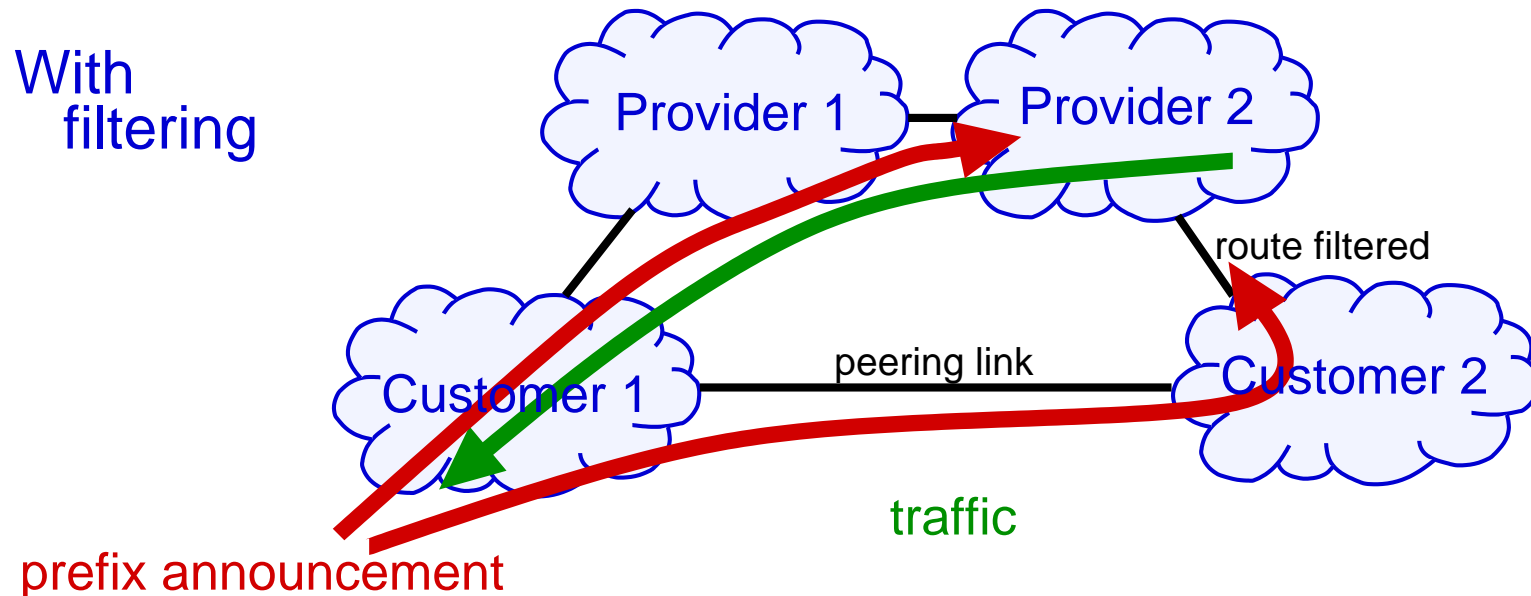 With
filtering
Provider 1
Provider 2
route filtered
peering link
Customer 1
Customer 2
traffic
prefix announcement